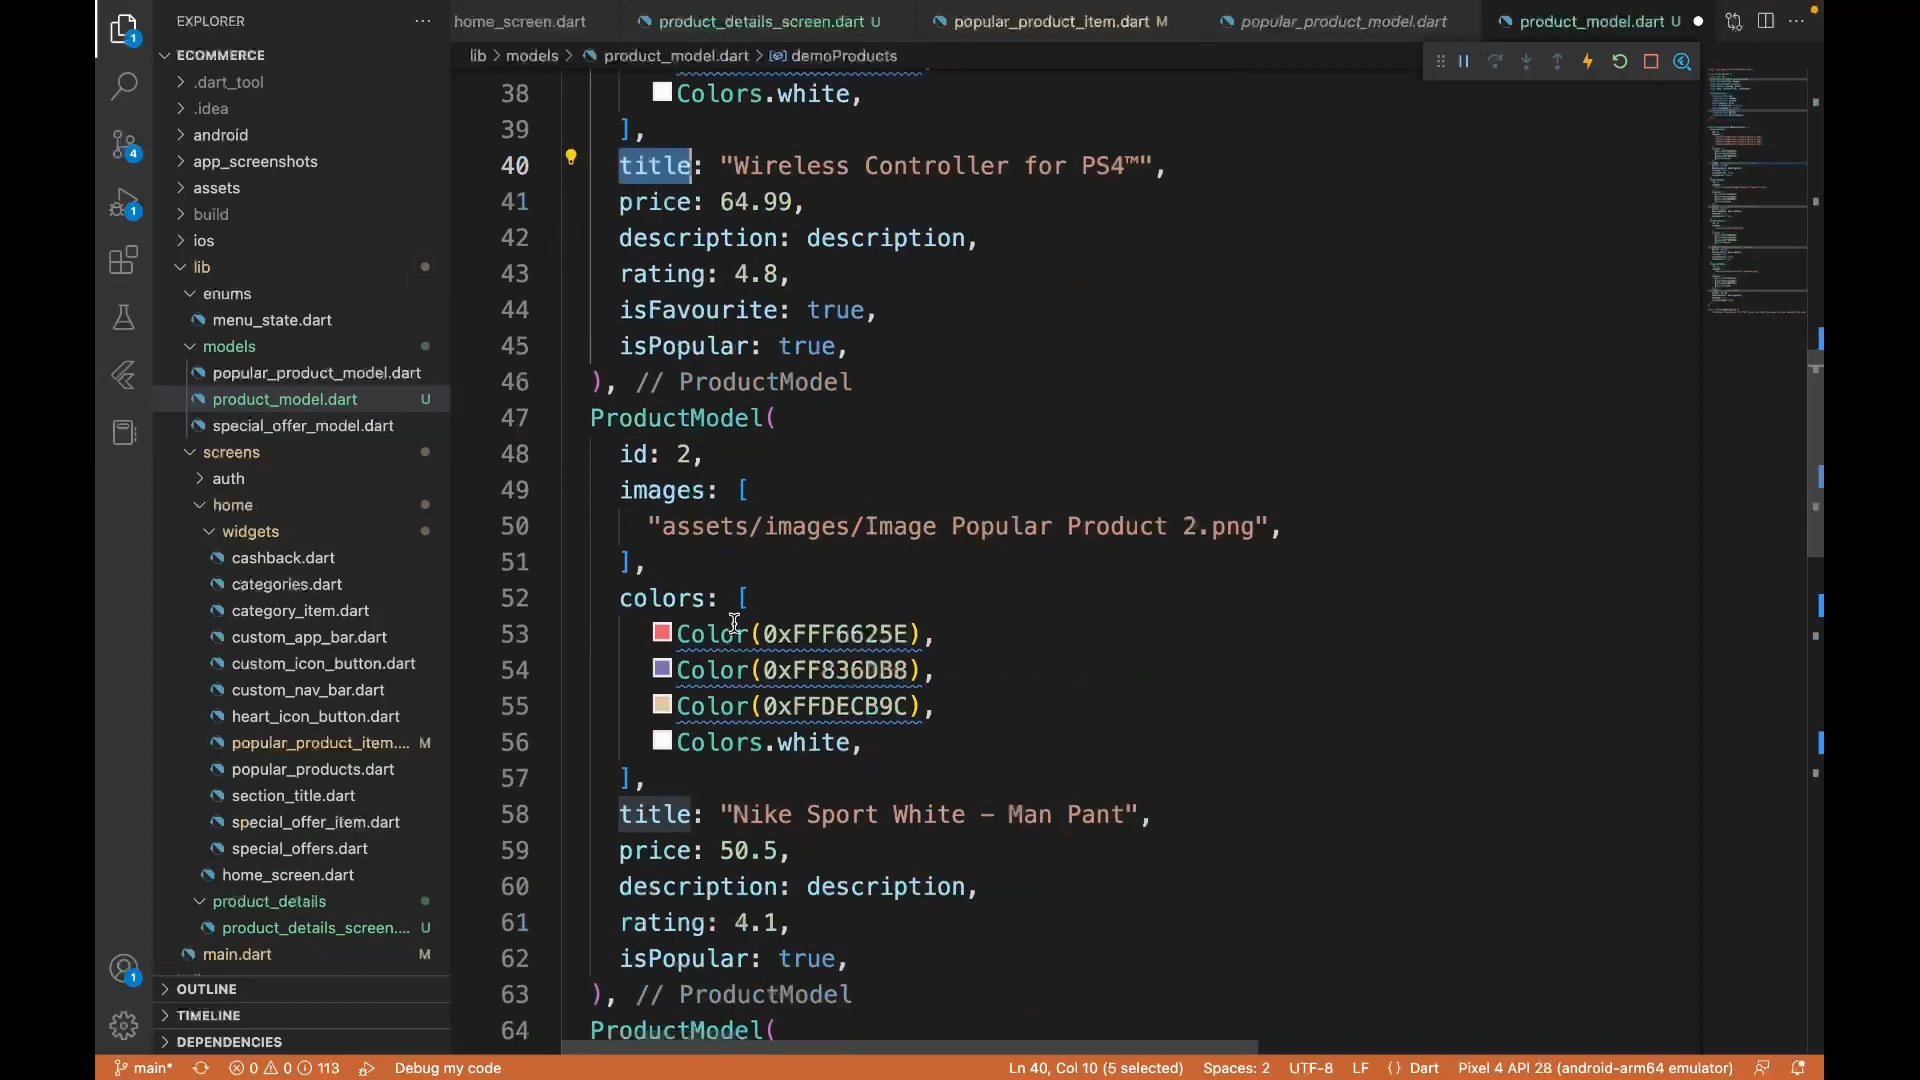 EXPLORER
home_screen.dart
product_details_screen.dart U
popular_product_item.dart M
popular_product_model.dart
product_model.dart U
ECOMMERCE
lib > models > product_model.dart > demoProducts
.dart_tool
.idea
android
app_screenshots
assets
build
ios
lib
enums
menu_state.dart
models
popular_product_model.dart
product_model.dart U
special_offer_model.dart
screens
auth
home
widgets
cashback.dart
categories.dart
category_item.dart
custom_app_bar.dart
custom_icon_button.dart
custom_nav_bar.dart
heart_icon_button.dart
popular_product_item.... M
popular_products.dart
section_title.dart
special_offer_item.dart
special_offers.dart
home_screen.dart
product_details
product_details_screen.... U
main.dart M
OUTLINE
TIMELINE
DEPENDENCIES
1
4
1
1
38 Colors.white,
39 ],
40 title: "Wireless Controller for PS4™",
41 price: 64.99,
42 description: description,
43 rating: 4.8,
44 isFavourite: true,
45 isPopular: true,
46 ), // ProductModel
47 ProductModel(
48 id: 2,
49 images: [
50 "assets/images/Image Popular Product 2.png",
51 ],
52 colors: [
53 Color(0xFFF6625E),
54 Color(0xFF836DB8),
55 Color(0xFFDECB9C),
56 Colors.white,
57 ],
58 title: "Nike Sport White – Man Pant",
59 price: 50.5,
60 description: description,
61 rating: 4.1,
62 isPopular: true,
63 ), // ProductModel
64 ProductModel(
main* 0 0 113 Debug my code Ln 40, Col 10 (5 selected) Spaces: 2 UTF-8 LF {} Dart Pixel 4 API 28 (android-arm64 emulator)